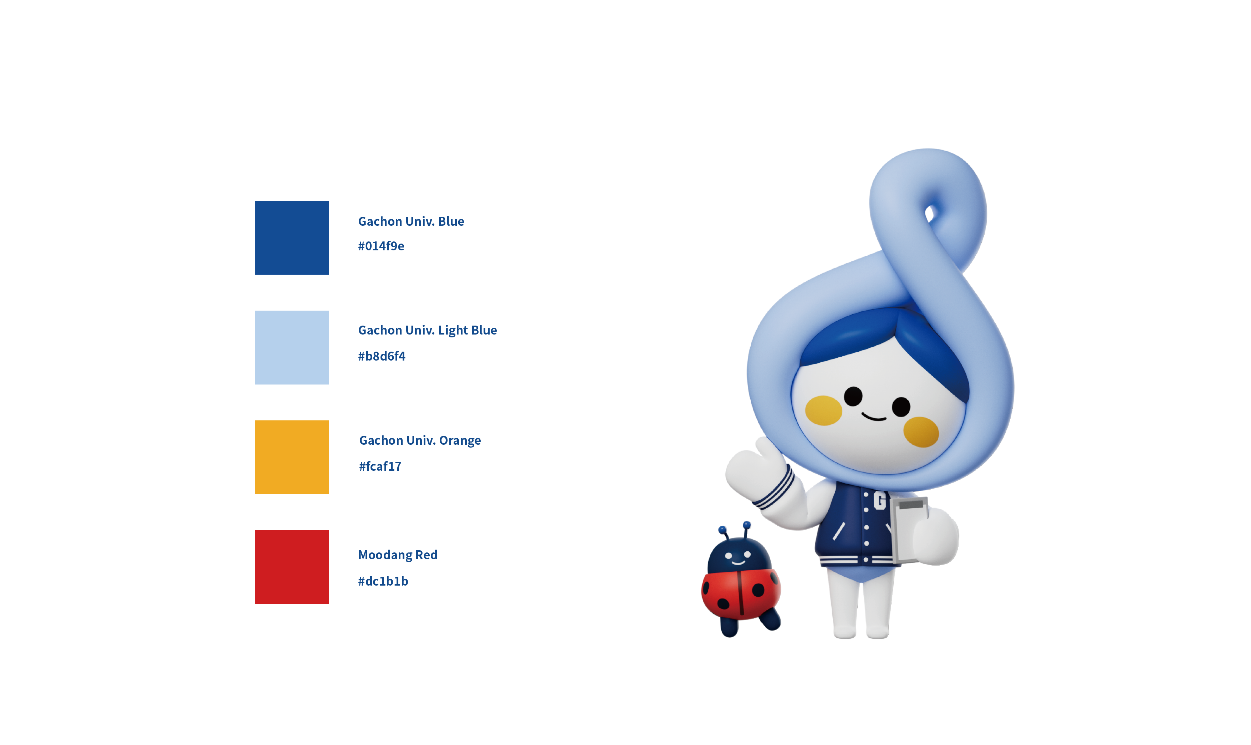 Gachon Univ. Blue
#014f9e
Gachon Univ. Light Blue
#b8d6f4
Gachon Univ. Orange
#fcaf17
Moodang Red
#dc1b1b
G